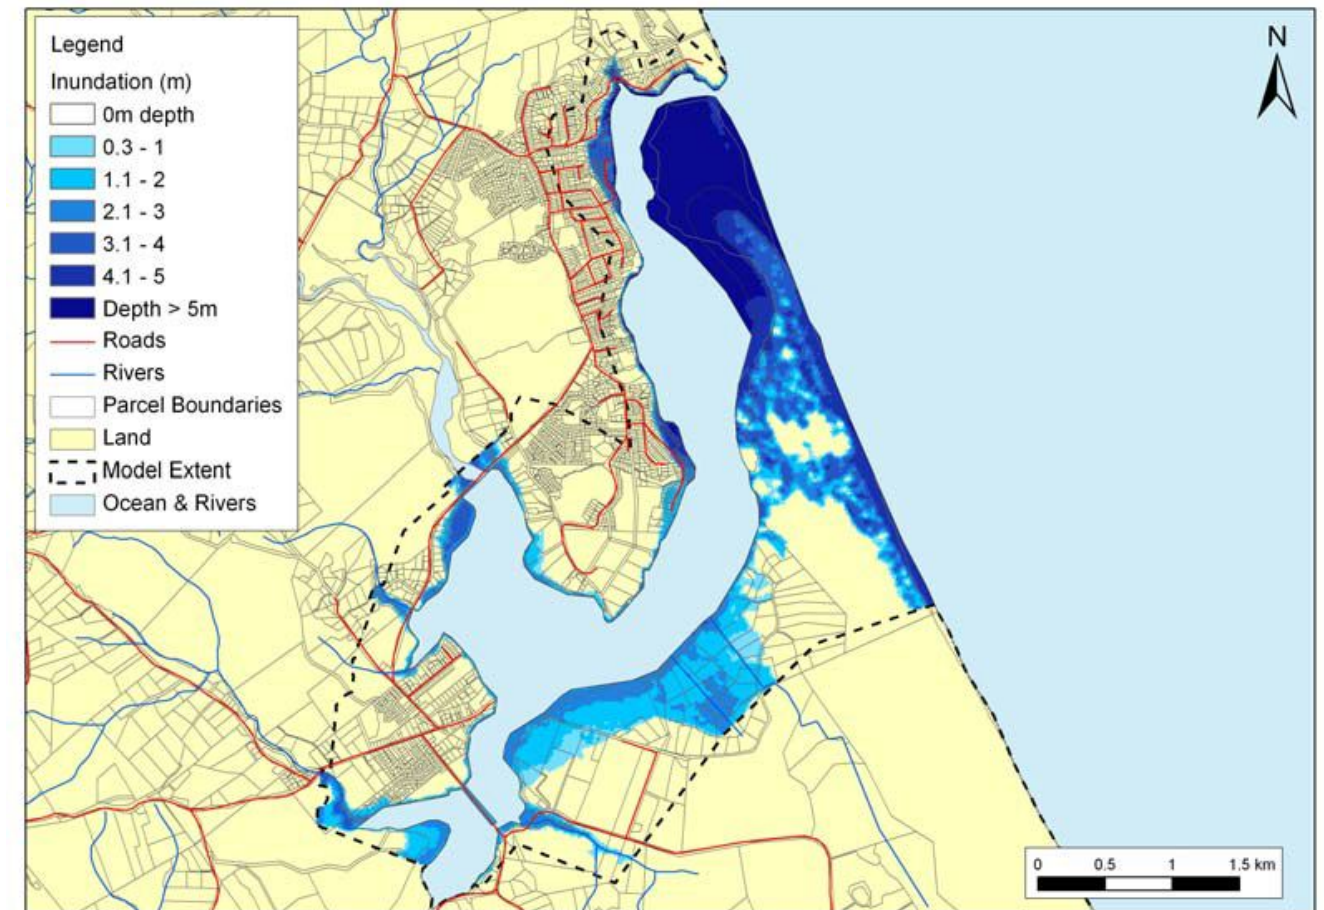 Legend
Inundation (m)
0m depth
0.3 - 1
1.1 - 2
2.1 - 3
3.1 - 4
4.1 - 5
Depth > 5m
Roads
Rivers
Parcel Boundaries
Land
Model Extent
Ocean & Rivers
N
0 0.5 1 1.5 km